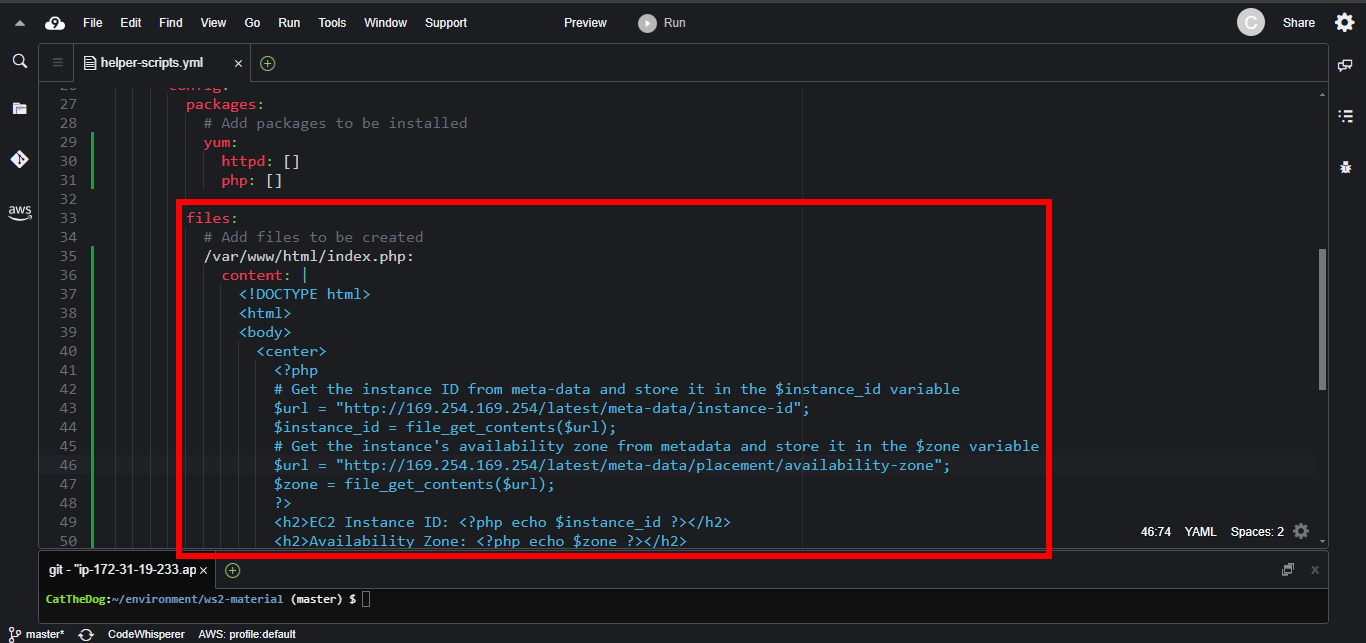 File Edit Find View Go Run Tools Window Support Preview Run C Share
9
helper-scripts.yml ×
26 config:
27 packages:
28 # Add packages to be installed
29 yum:
30 httpd: []
31 php: []
32
aws
33 files:
34 # Add files to be created
35 /var/www/html/index.php:
36 content: |
37 <!DOCTYPE html>
38 <html>
39 <body>
40 <center>
41 <?php
42 # Get the instance ID from meta-data and store it in the $instance_id variable
43 $url = "http://169.254.169.254/latest/meta-data/instance-id";
44 $instance_id = file_get_contents($url);
45 # Get the instance's availability zone from metadata and store it in the $zone variable
46 $url = "http://169.254.169.254/latest/meta-data/placement/availability-zone";
47 $zone = file_get_contents($url);
48 ?>
49 <h2>EC2 Instance ID: <?php echo $instance_id ?></h2>
50 <h2>Availability Zone: <?php echo $zone ?></h2>
46:74 YAML Spaces: 2
git - "ip-172-31-19-233.ap ×
CatTheDog:~/environment/ws2-material (master) $
master* CodeWhisperer AWS: profile:default